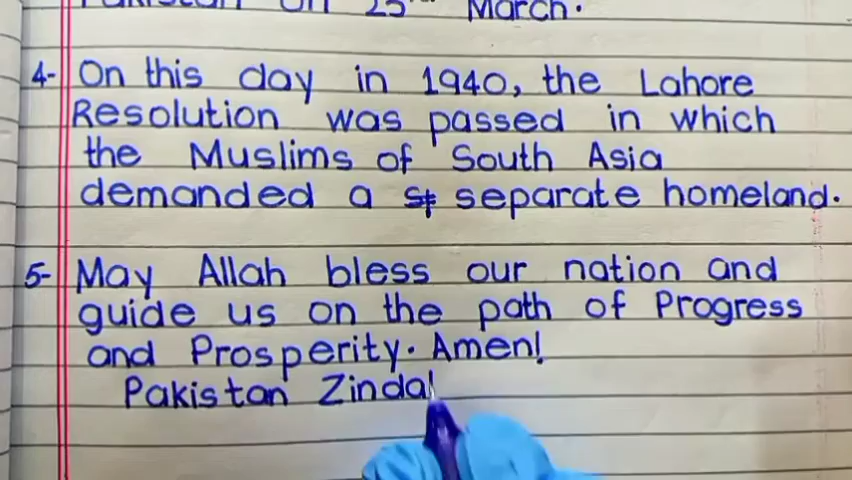 Pakistan on 23rd March.
4- On this day in 1940, the Lahore
Resolution was passed in which
the Muslims of South Asia
demanded a separate homeland.
5- May Allah bless our nation and
guide us on the path of Progress
and Prosperity. Amen!
Pakistan Zinda